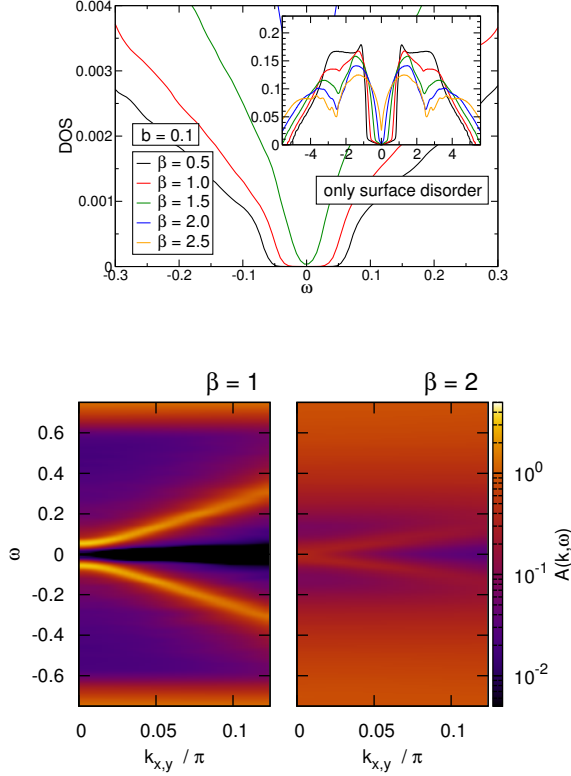 0.004
0.003
0.002
0.001
0
DOS
-0.3
-0.2
-0.1
0
0.1
0.2
0.3
ω
b = 0.1
β = 0.5
β = 1.0
β = 1.5
β = 2.0
β = 2.5
0.20
0.15
0.10
0.05
0
-4
-2
0
2
4
only surface disorder
β = 1
β = 2
0.6
0.4
0.2
0
-0.2
-0.4
-0.6
ω
0
0.05
0.1
k_{x,y} / π
0
0.05
0.1
k_{x,y} / π
10^0
10^{-1}
10^{-2}
A(k,ω)